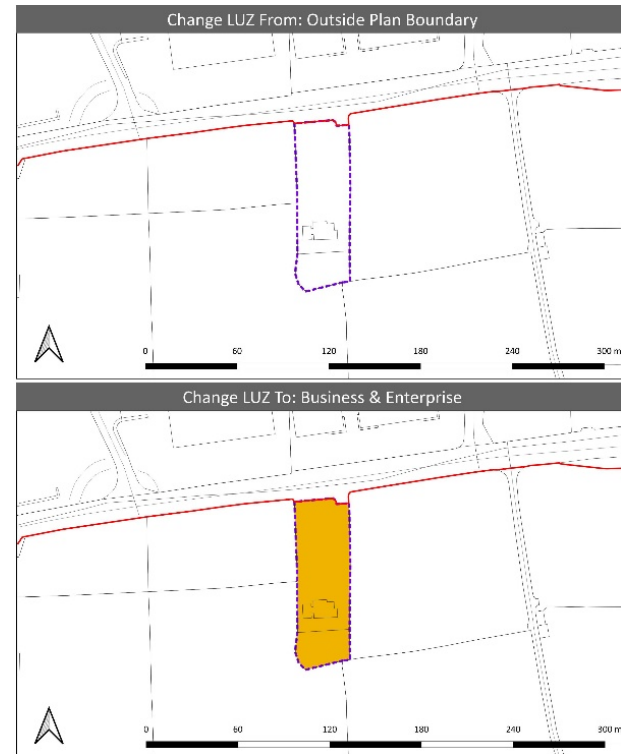 Change LUZ From: Outside Plan Boundary
0 60 120 180 240 300 m
Change LUZ To: Business & Enterprise
0 60 120 180 240 300 m